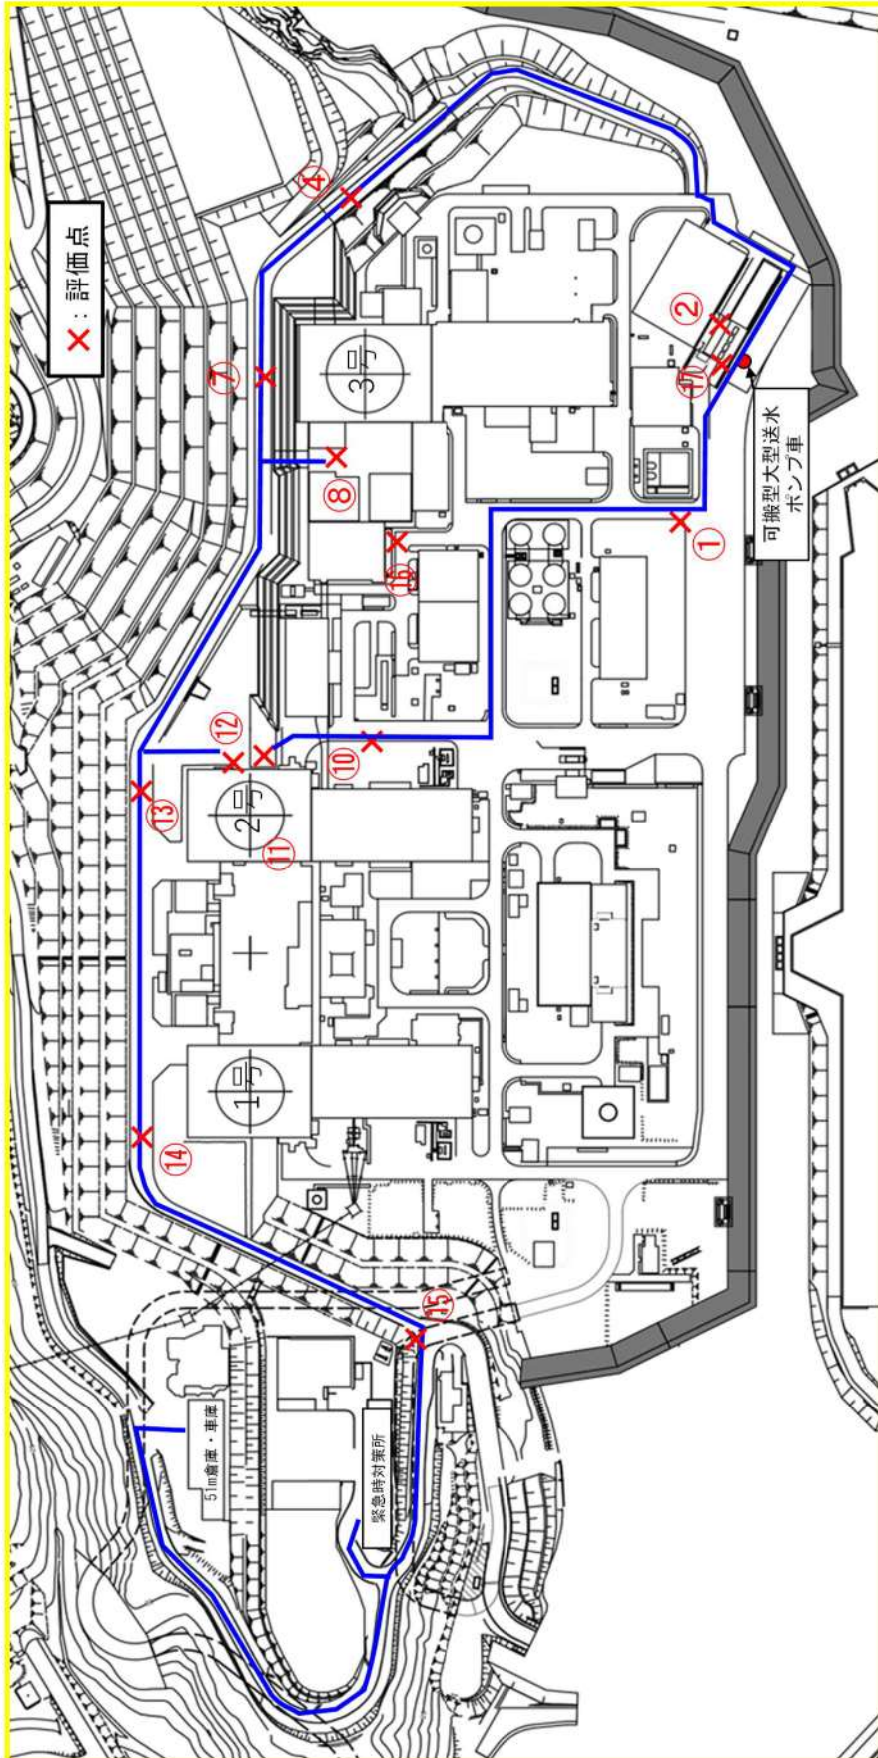 ×：評価点
④
⑦
3号
②
⑰
⑧
可搬型大型送水
ポンプ車
⑯
①
⑫
⑩
⑬
2号
⑪
1号
⑭
⑮
51m倉庫・車庫
緊急時対策所